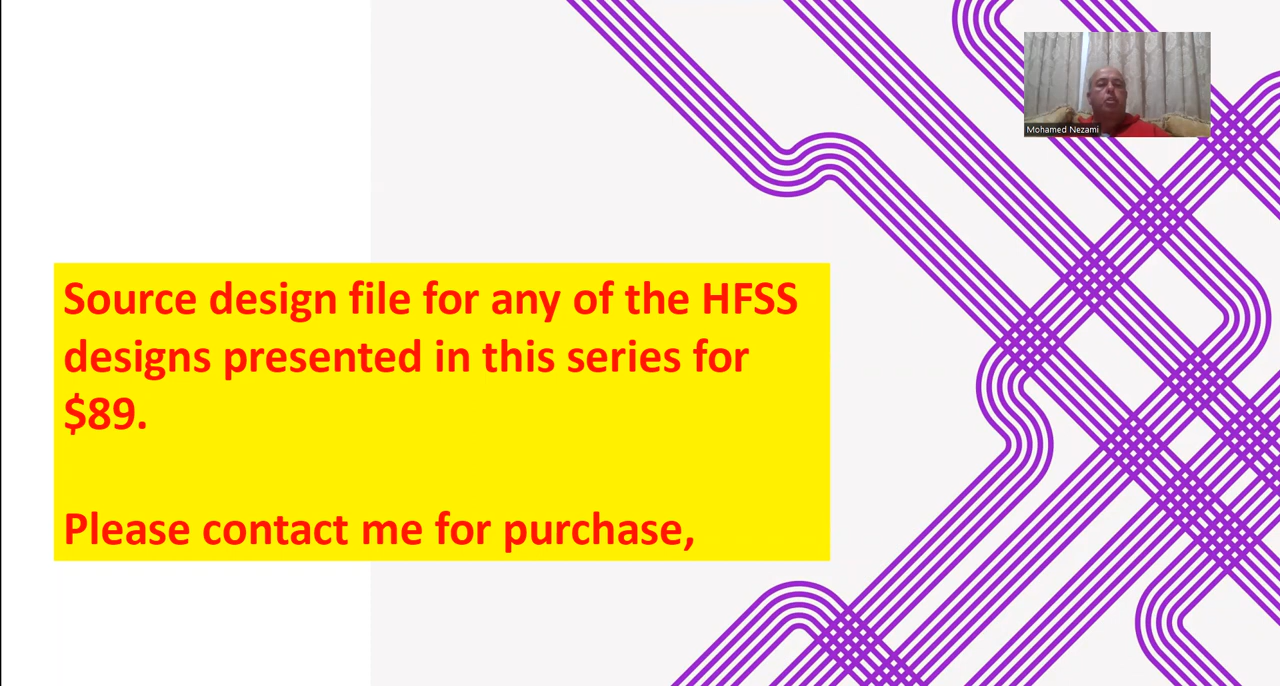 Mohamed Nezami
Source design file for any of the HFSS
designs presented in this series for
$89.
Please contact me for purchase,